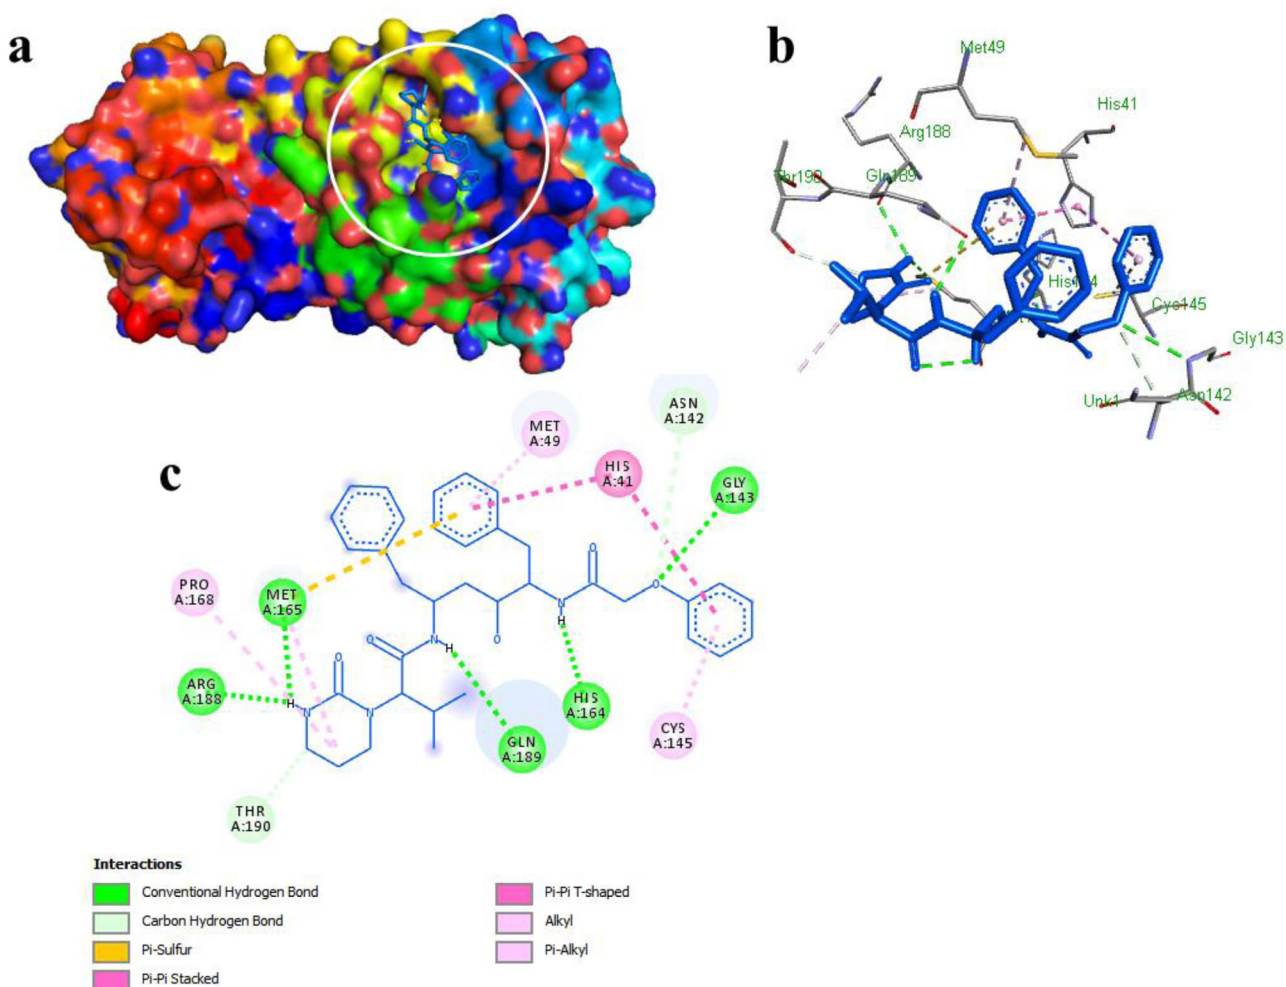 a
b
Met49
His41
Arg188
Thr190
Gln189
Cys145
Gly143
Unk1
Asn142
c
MET
A:49
ASN
A:142
HIS
A:41
GLY
A:143
PRO
A:168
MET
A:165
O
O
N
H
O
N
H
O
O
O
ARG
A:188
H
N
N
HIS
A:164
GLN
A:189
CYS
A:145
THR
A:190
Interactions
Conventional Hydrogen Bond
Carbon Hydrogen Bond
Pi-Sulfur
Pi-Pi Stacked
Pi-Pi T-shaped
Alkyl
Pi-Alkyl